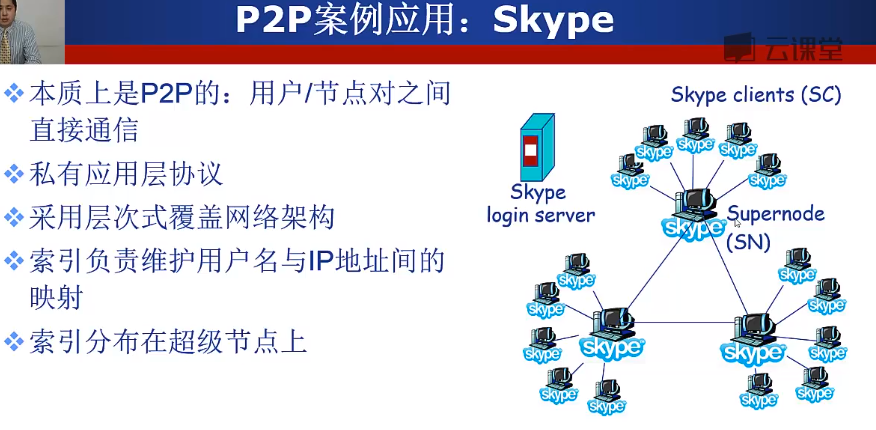 P2P案例应用：Skype
云课堂
本质上是P2P的：用户/节点对之间
直接通信
私有应用层协议
采用层次式覆盖网络架构
索引负责维护用户名与IP地址间的
映射
索引分布在超级节点上
Skype clients (SC)
skype
skype
skype
skype
skype
Skype
login server
skype
Supernode
(SN)
skype
skype
skype
skype
skype
skype
skype
skype
skype
skype
skype
skype
skype